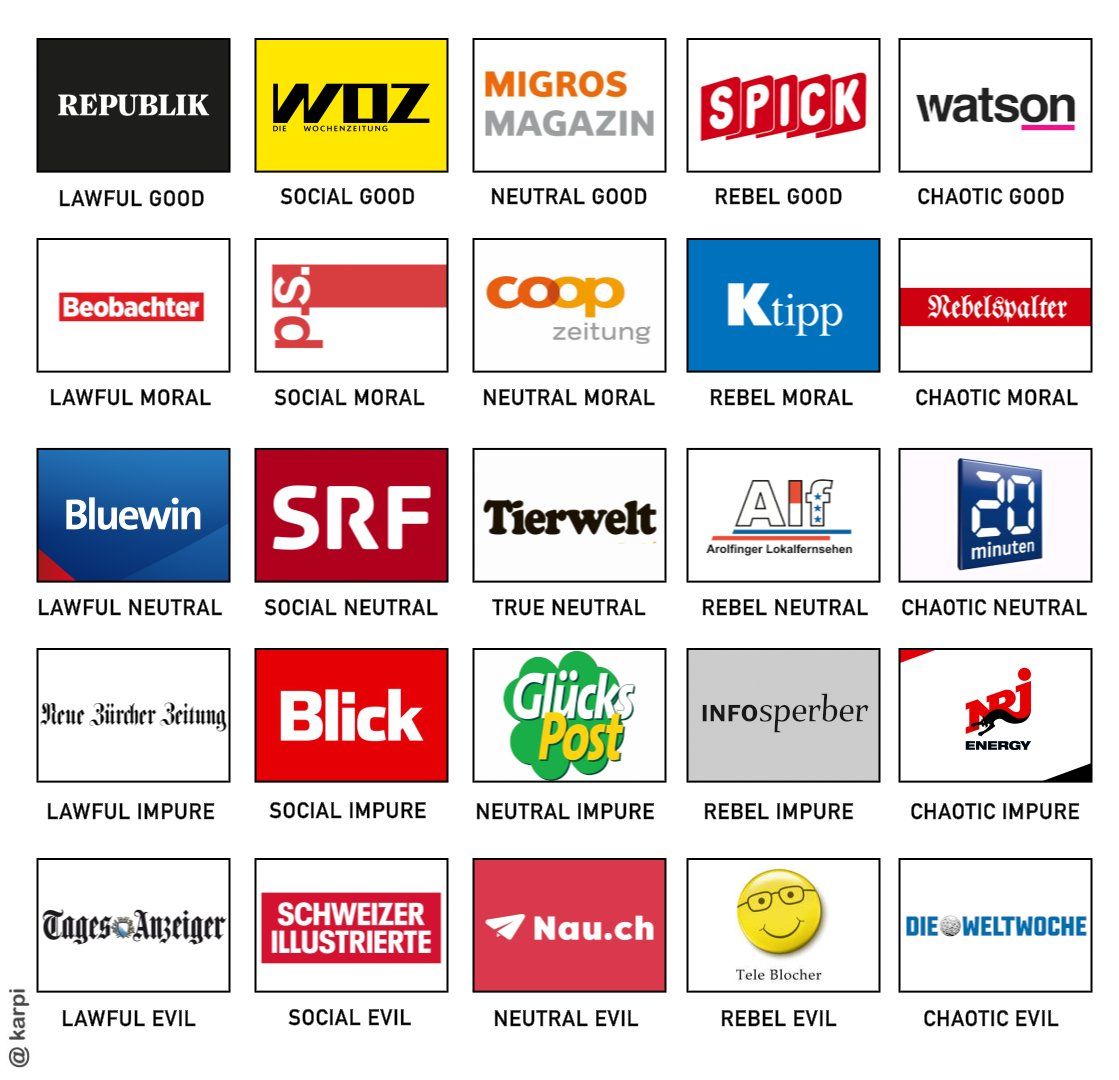 REPUBLIK
WOZ
DIE WOCHENZEITUNG
MIGROS
MAGAZIN
SPICK
watson
LAWFUL GOOD
SOCIAL GOOD
NEUTRAL GOOD
REBEL GOOD
CHAOTIC GOOD
Beobachter
p.s.
coop
zeitung
Ktipp
Nebelspalter
LAWFUL MORAL
SOCIAL MORAL
NEUTRAL MORAL
REBEL MORAL
CHAOTIC MORAL
Bluewin
SRF
Tierwelt
Alf
Arolfinger Lokalfernsehen
20
minuten
LAWFUL NEUTRAL
SOCIAL NEUTRAL
TRUE NEUTRAL
REBEL NEUTRAL
CHAOTIC NEUTRAL
Neue Zürcher Zeitung
Blick
Glücks
Post
INFOsperber
NRJ
ENERGY
LAWFUL IMPURE
SOCIAL IMPURE
NEUTRAL IMPURE
REBEL IMPURE
CHAOTIC IMPURE
Tages Anzeiger
SCHWEIZER
ILLUSTRIERTE
Nau.ch
Tele Blocher
DIE WELTWOCHE
LAWFUL EVIL
SOCIAL EVIL
NEUTRAL EVIL
REBEL EVIL
CHAOTIC EVIL
@ karpi